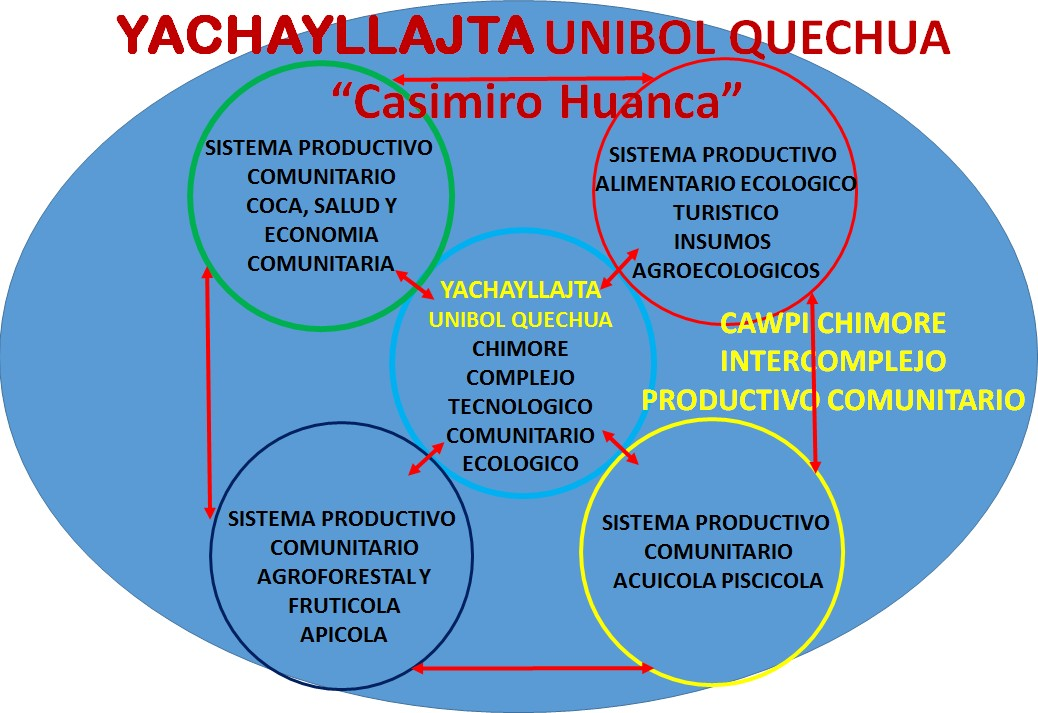 YACHAYLLAJTA UNIBOL QUECHUA
“Casimiro Huanca”
SISTEMA PRODUCTIVO
COMUNITARIO
COCA, SALUD Y
ECONOMIA
COMUNITARIA
SISTEMA PRODUCTIVO
ALIMENTARIO ECOLOGICO
TURISTICO
INSUMOS
AGROECOLOGICOS
YACHAYLLAJTA
UNIBOL QUECHUA
CHIMORE
COMPLEJO
TECNOLOGICO
COMUNITARIO
ECOLOGICO
CAWPI CHIMORE
INTERCOMPLEJO
PRODUCTIVO COMUNITARIO
SISTEMA PRODUCTIVO
COMUNITARIO
AGROFORESTAL Y
FRUTICOLA
APICOLA
SISTEMA PRODUCTIVO
COMUNITARIO
ACUICOLA PISCICOLA